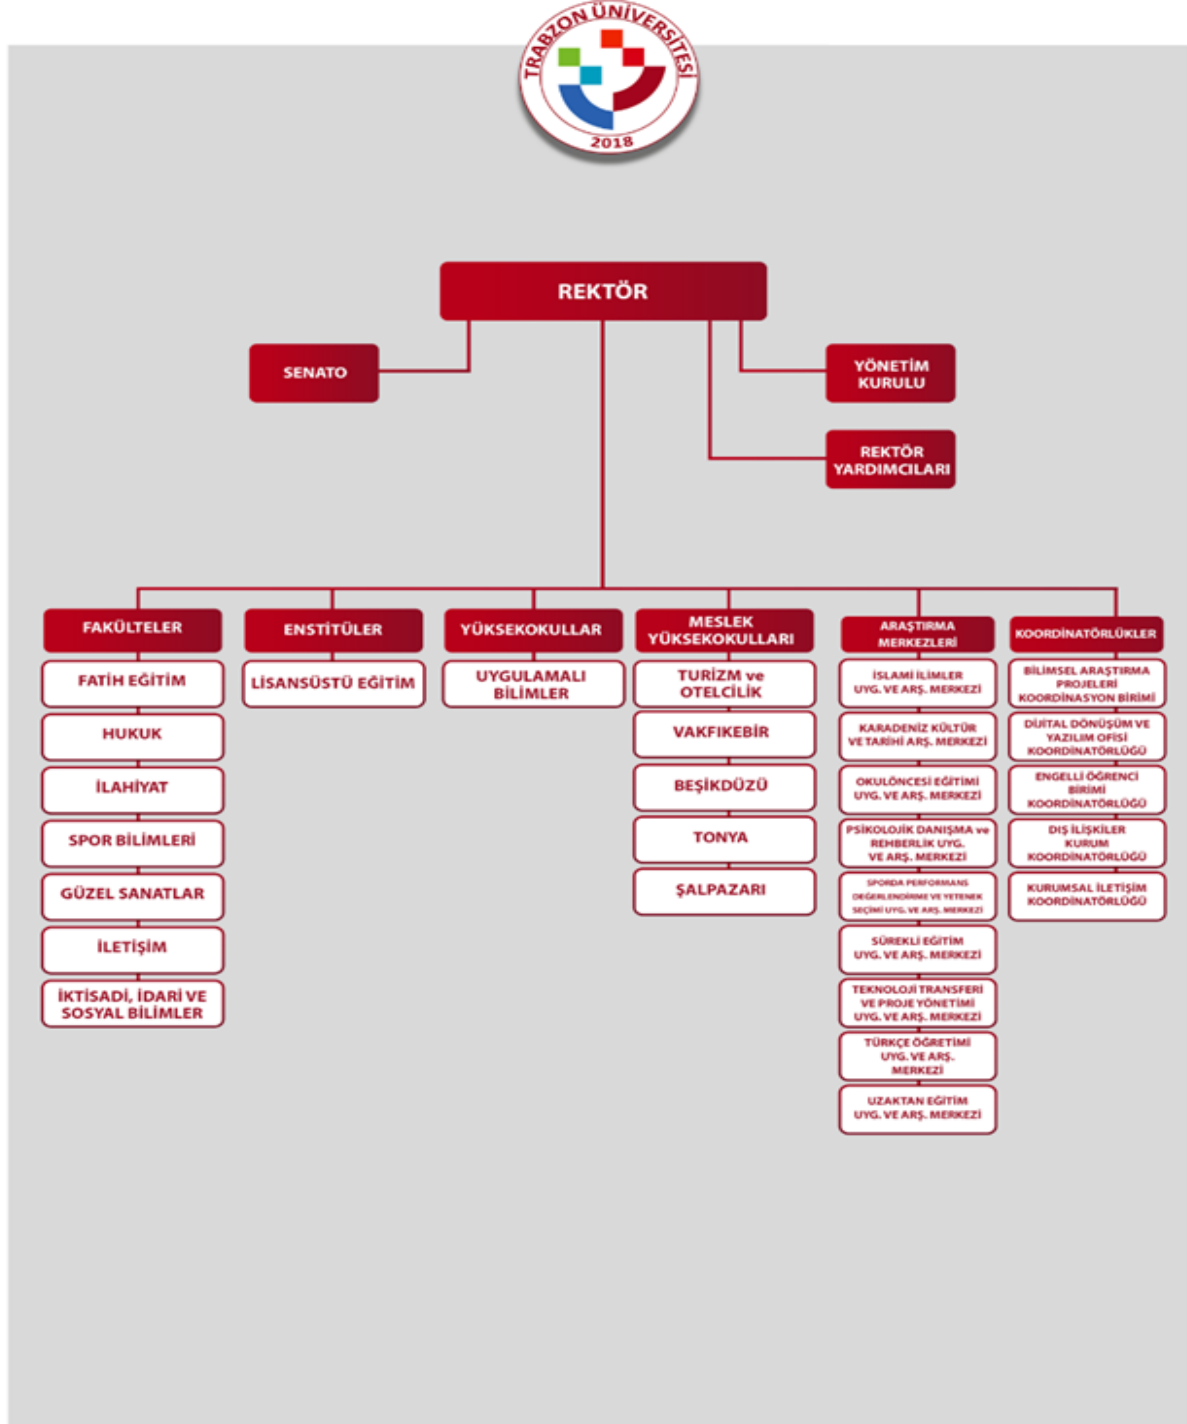 TRABZON ÜNİVERSİTESİ
2018
REKTÖR
SENATO
YÖNETİM
KURULU
REKTÖR
YARDIMCILARI
FAKÜLTELER
FATİH EĞİTİM
HUKUK
İLAHİYAT
SPOR BİLİMLERİ
GÜZEL SANATLAR
İLETİŞİM
İKTİSADİ, İDARİ VE
SOSYAL BİLİMLER
ENSTİTÜLER
LİSANSÜSTÜ EĞİTİM
YÜKSEKOKULLAR
UYGULAMALI
BİLİMLER
MESLEK
YÜKSEKOKULLARI
TURİZM ve
OTELCİLİK
VAKFIKEBİR
BEŞİKDÜZÜ
TONYA
ŞALPAZARI
ARAŞTIRMA
MERKEZLERİ
İSLAMİ İLİMLER
UYG. VE ARŞ. MERKEZİ
KARADENİZ KÜLTÜR
VE TARİHİ ARŞ. MERKEZİ
OKULÖNCESİ EĞİTİMİ
UYG. VE ARŞ. MERKEZİ
PSİKOLOJİK DANIŞMA ve
REHBERLİK UYG.
VE ARŞ. MERKEZİ
SPORDA PERFORMANS
DEĞERLENDİRME VE YETENEK
SEÇİMİ UYG. VE ARŞ. MERKEZİ
SÜREKLİ EĞİTİM
UYG. VE ARŞ. MERKEZİ
TEKNOLOJİ TRANSFERİ
VE PROJE YÖNETİMİ
UYG. VE ARŞ. MERKEZİ
TÜRKÇE ÖĞRETİMİ
UYG. VE ARŞ.
MERKEZİ
UZAKTAN EĞİTİM
UYG. VE ARŞ. MERKEZİ
KOORDİNATÖRLÜKLER
BİLİMSEL ARAŞTIRMA
PROJELERİ
KOORDİNASYON BİRİMİ
DİJİTAL DÖNÜŞÜM VE
YAZILIM OFİSİ
KOORDİNATÖRLÜĞÜ
ENGELLİ ÖĞRENCİ
BİRİMİ
KOORDİNATÖRLÜĞÜ
DIŞ İLİŞKİLER
KURUM
KOORDİNATÖRLÜĞÜ
KURUMSAL İLETİŞİM
KOORDİNATÖRLÜĞÜ